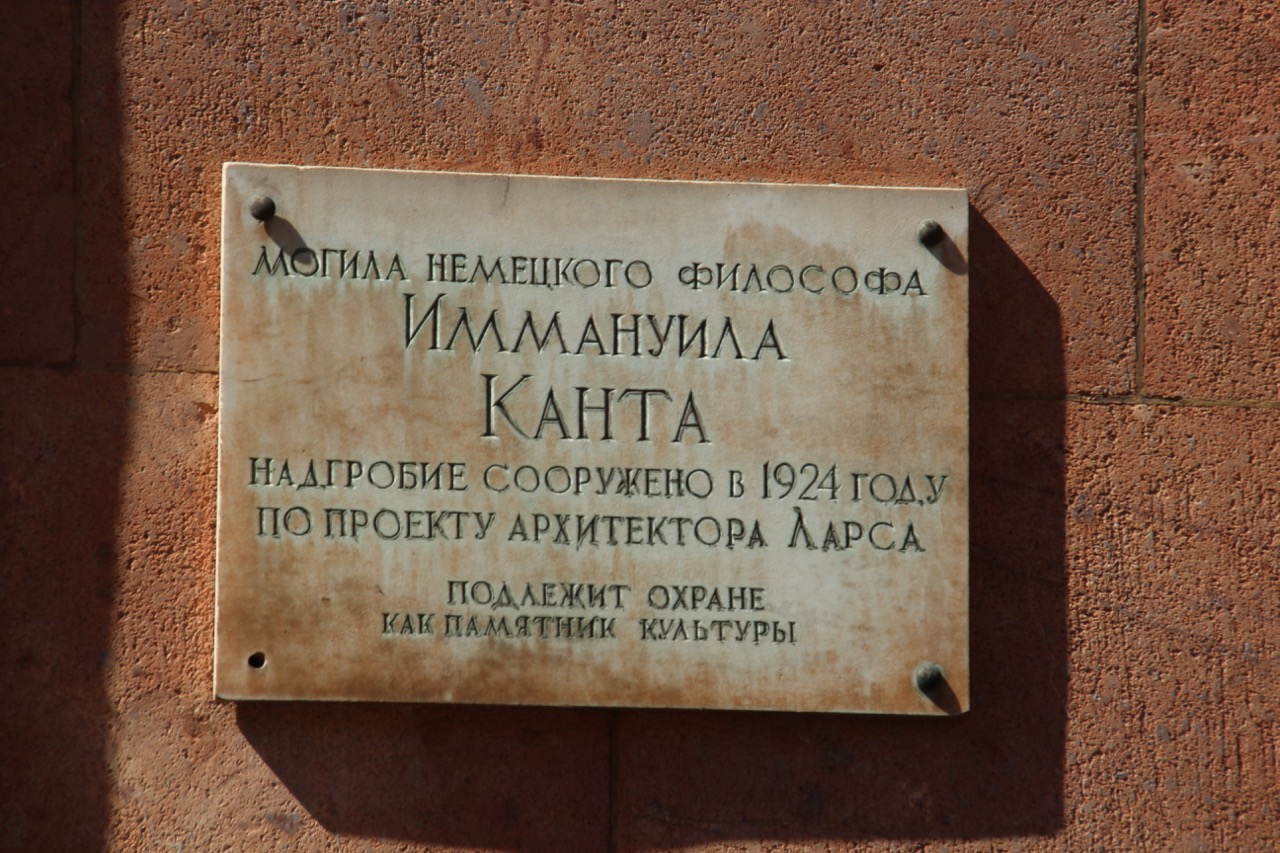 МОГИЛА НЕМЕЦКОГО ФИЛОСОФА
ИММАНУИЛА
КАНТА
НАДГРОБИЕ СООРУЖЕНО В 1924 ГОДУ
ПО ПРОЕКТУ АРХИТЕКТОРА ЛАРСА
ПОДЛЕЖИТ ОХРАНЕ
КАК ПАМЯТНИК КУЛЬТУРЫ